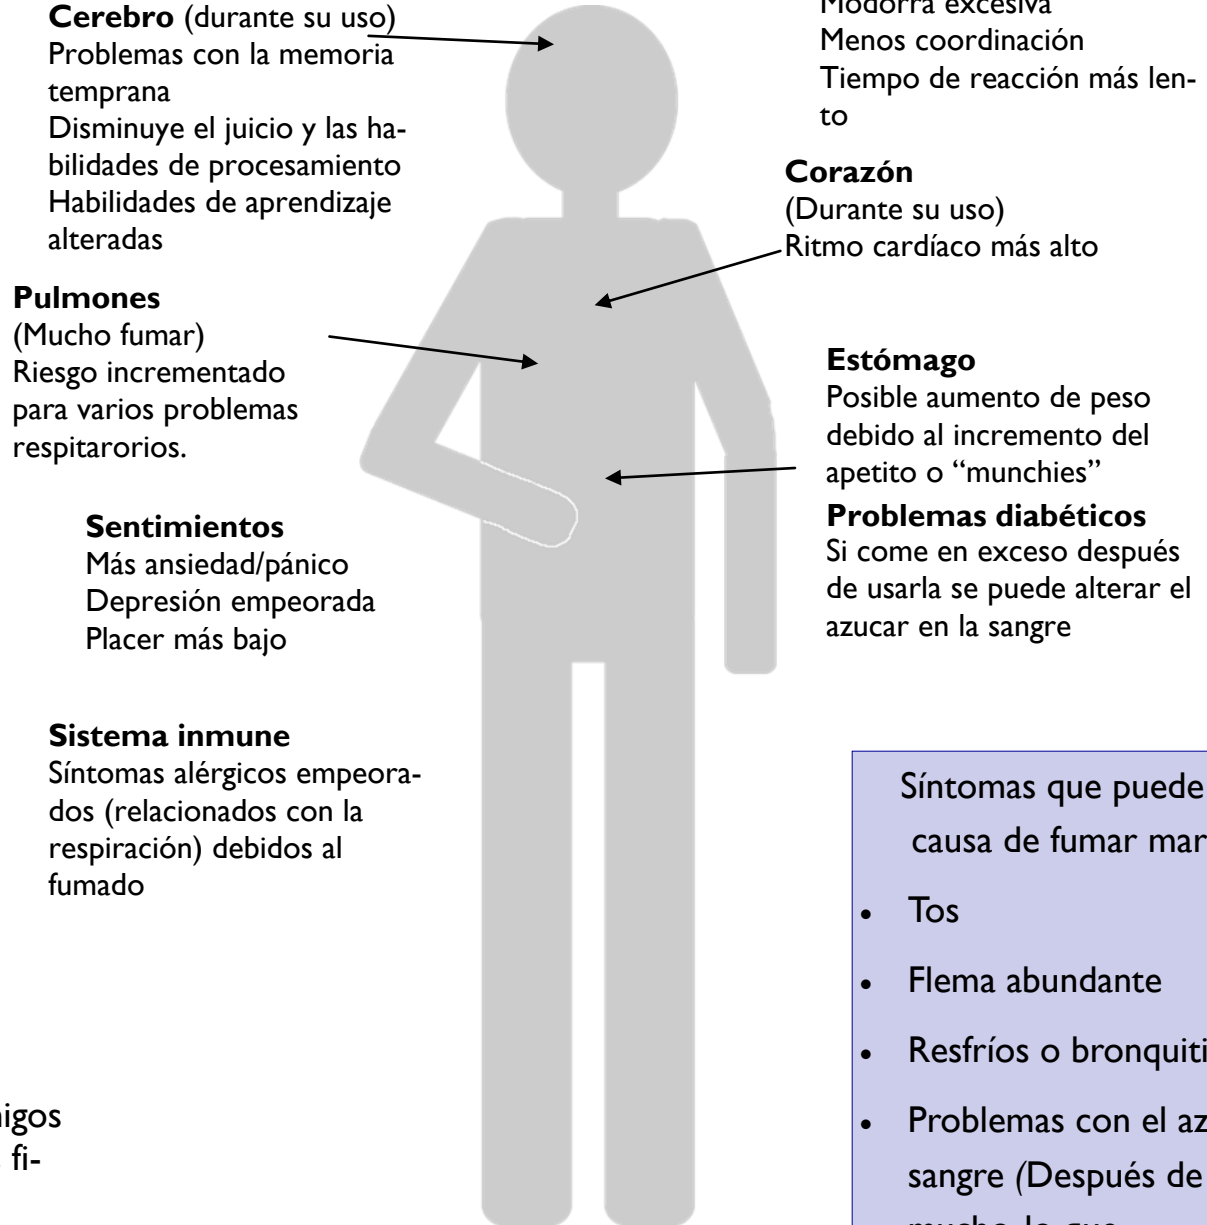 Cerebro (durante su uso)
Problemas con la memoria
temprana
Disminuye el juicio y las ha-
bilidades de procesamiento
Habilidades de aprendizaje
alteradas
Modorra excesiva
Menos coordinación
Tiempo de reacción más len-
to
Corazón
(Durante su uso)
Ritmo cardíaco más alto
Pulmones
(Mucho fumar)
Riesgo incrementado
para varios problemas
respitarorios.
Estómago
Posible aumento de peso
debido al incremento del
apetito o “munchies”
Problemas diabéticos
Si come en exceso después
de usarla se puede alterar el
azucar en la sangre
Sentimientos
Más ansiedad/pánico
Depresión empeorada
Placer más bajo
Sistema inmune
Síntomas alérgicos empeora-
dos (relacionados con la
respiración) debidos al
fumado
Síntomas que puede
causa de fumar mar
• Tos
• Flema abundante
• Resfríos o bronquiti
• Problemas con el az
sangre (Después de
mucho lo que
igos
fi-